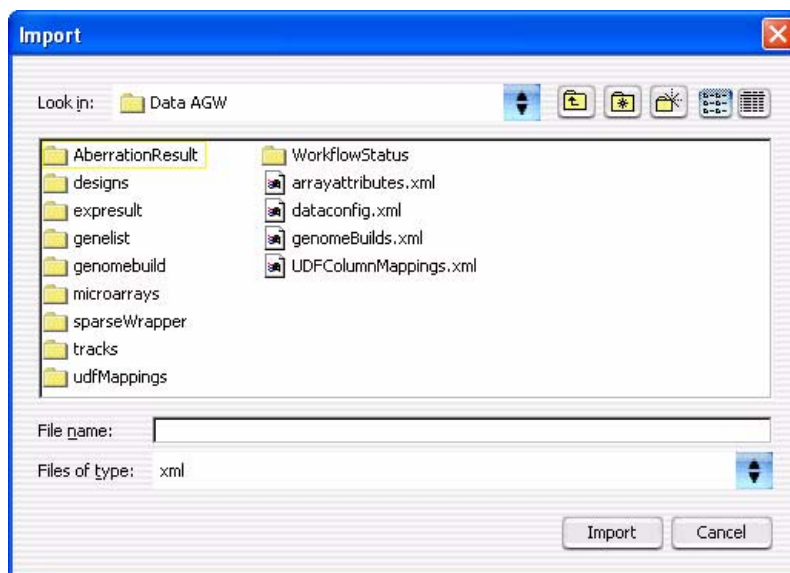 Import
Look in: Data AGW
AberrationResult
designs
expresult
genelist
genomebuild
microarrays
sparseWrapper
tracks
udfMappings
WorkflowStatus
arrayattributes.xml
dataconfig.xml
genomeBuilds.xml
UDFColumnMappings.xml
File name:
Files of type: xml
Import Cancel